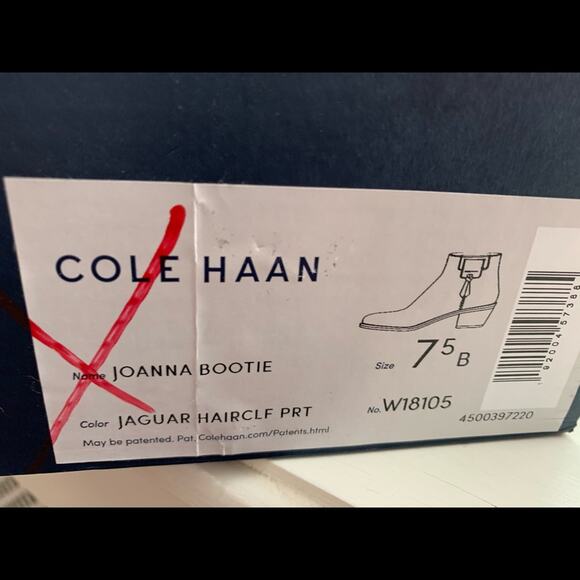 COLE HAAN
Name JOANNA BOOTIE
Size 7 5 B
Color JAGUAR HAIRCLF PRT
No. W18105
4500397220
May be patented. Pat. Colehaan.com/Patents.html